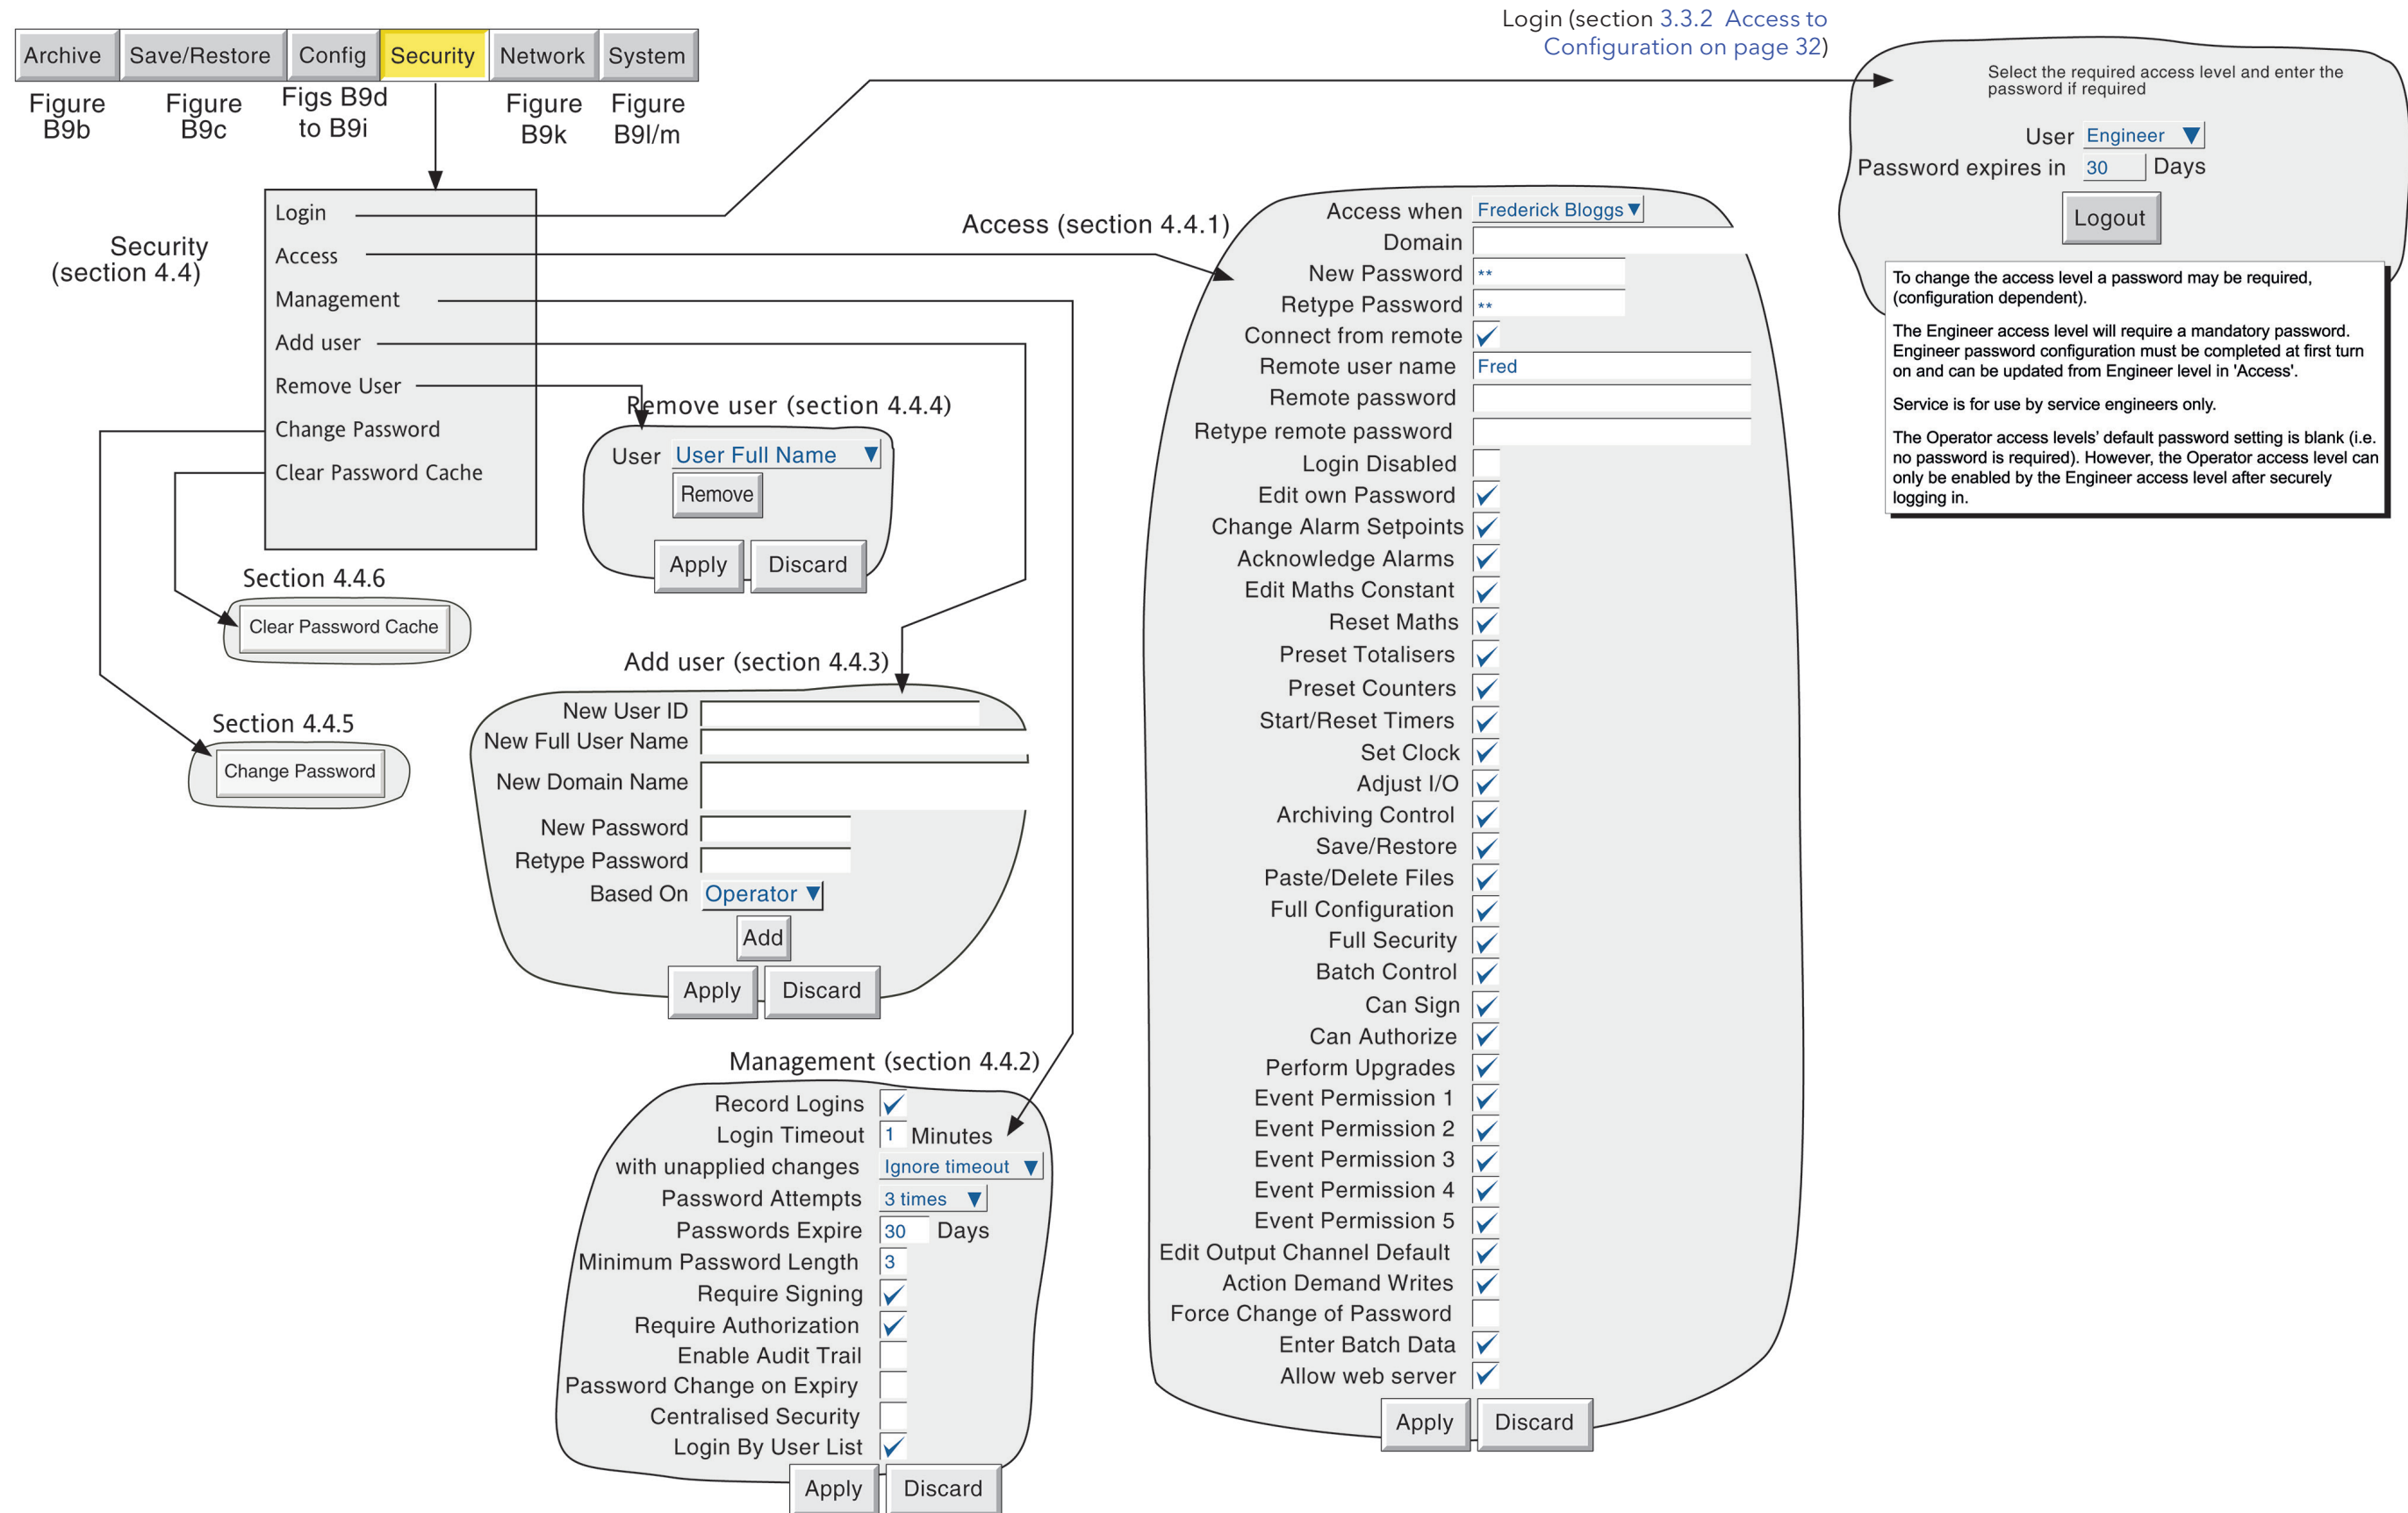 Login (section 3.3.2  Access to
Configuration on page 32)
Archive
Save/Restore
Config
Security
Network
System
Figure
B9b
Figure
B9c
Figs B9d
to B9i
Figure
B9k
Figure
B9l/m
Security
(section 4.4)
Login
Access
Management
Add user
Remove User
Change Password
Clear Password Cache
Section 4.4.6
Clear Password Cache
Section 4.4.5
Change Password
Remove user (section 4.4.4)
User User Full Name
Remove
Apply
Discard
Add user (section 4.4.3)
New User ID
New Full User Name
New Domain Name
New Password
Retype Password
Based On Operator
Add
Apply
Discard
Management (section 4.4.2)
Record Logins
Login Timeout 1 Minutes
with unapplied changes Ignore timeout
Password Attempts 3 times
Passwords Expire 30 Days
Minimum Password Length 3
Require Signing
Require Authorization
Enable Audit Trail
Password Change on Expiry
Centralised Security
Login By User List
Apply
Discard
Access (section 4.4.1)
Access when Frederick Bloggs
Domain
New Password **
Retype Password **
Connect from remote
Remote user name Fred
Remote password
Retype remote password
Login Disabled
Edit own Password
Change Alarm Setpoints
Acknowledge Alarms
Edit Maths Constant
Reset Maths
Preset Totalisers
Preset Counters
Start/Reset Timers
Set Clock
Adjust I/O
Archiving Control
Save/Restore
Paste/Delete Files
Full Configuration
Full Security
Batch Control
Can Sign
Can Authorize
Perform Upgrades
Event Permission 1
Event Permission 2
Event Permission 3
Event Permission 4
Event Permission 5
Edit Output Channel Default
Action Demand Writes
Force Change of Password
Enter Batch Data
Allow web server
Apply
Discard
Select the required access level and enter the
password if required
User Engineer
Password expires in 30 Days
Logout
To change the access level a password may be required,
(configuration dependent).
The Engineer access level will require a mandatory password.
Engineer password configuration must be completed at first turn
on and can be updated from Engineer level in 'Access'.
Service is for use by service engineers only.
The Operator access levels’ default password setting is blank (i.e.
no password is required). However, the Operator access level can
only be enabled by the Engineer access level after securely
logging in.